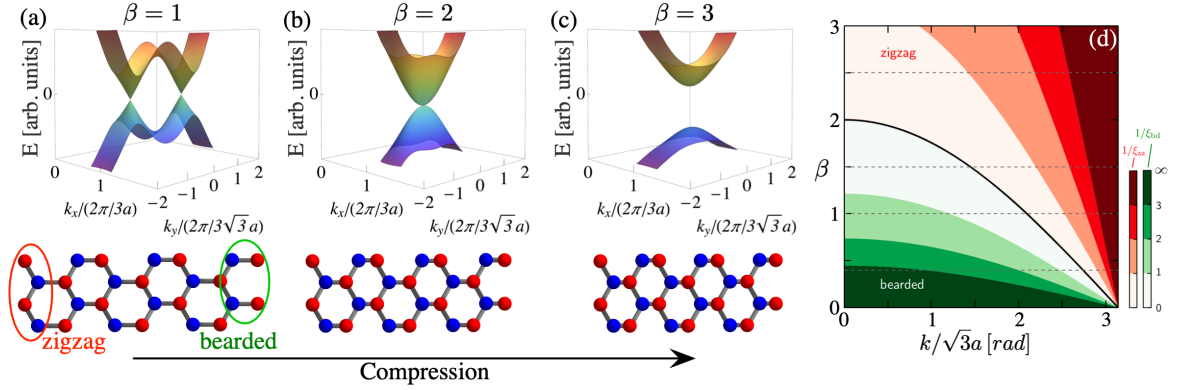 (a)
β = 1
E [arb. units]
0
0
1
k_x/(2π/3a)
−2
−1
0
1
2
k_y/(2π/3√3 a)
(b)
β = 2
E [arb. units]
0
0
1
k_x/(2π/3a)
−2
−1
0
1
2
k_y/(2π/3√3 a)
(c)
β = 3
E [arb. units]
0
0
1
k_x/(2π/3a)
−2
−1
0
1
2
k_y/(2π/3√3 a)
zigzag
bearded
Compression
(d)
3
2
1
0
β
zigzag
bearded
0
1
2
3
k/√3a [rad]
1/ξ_zz
1/ξ_bd
∞
3
2
1
0